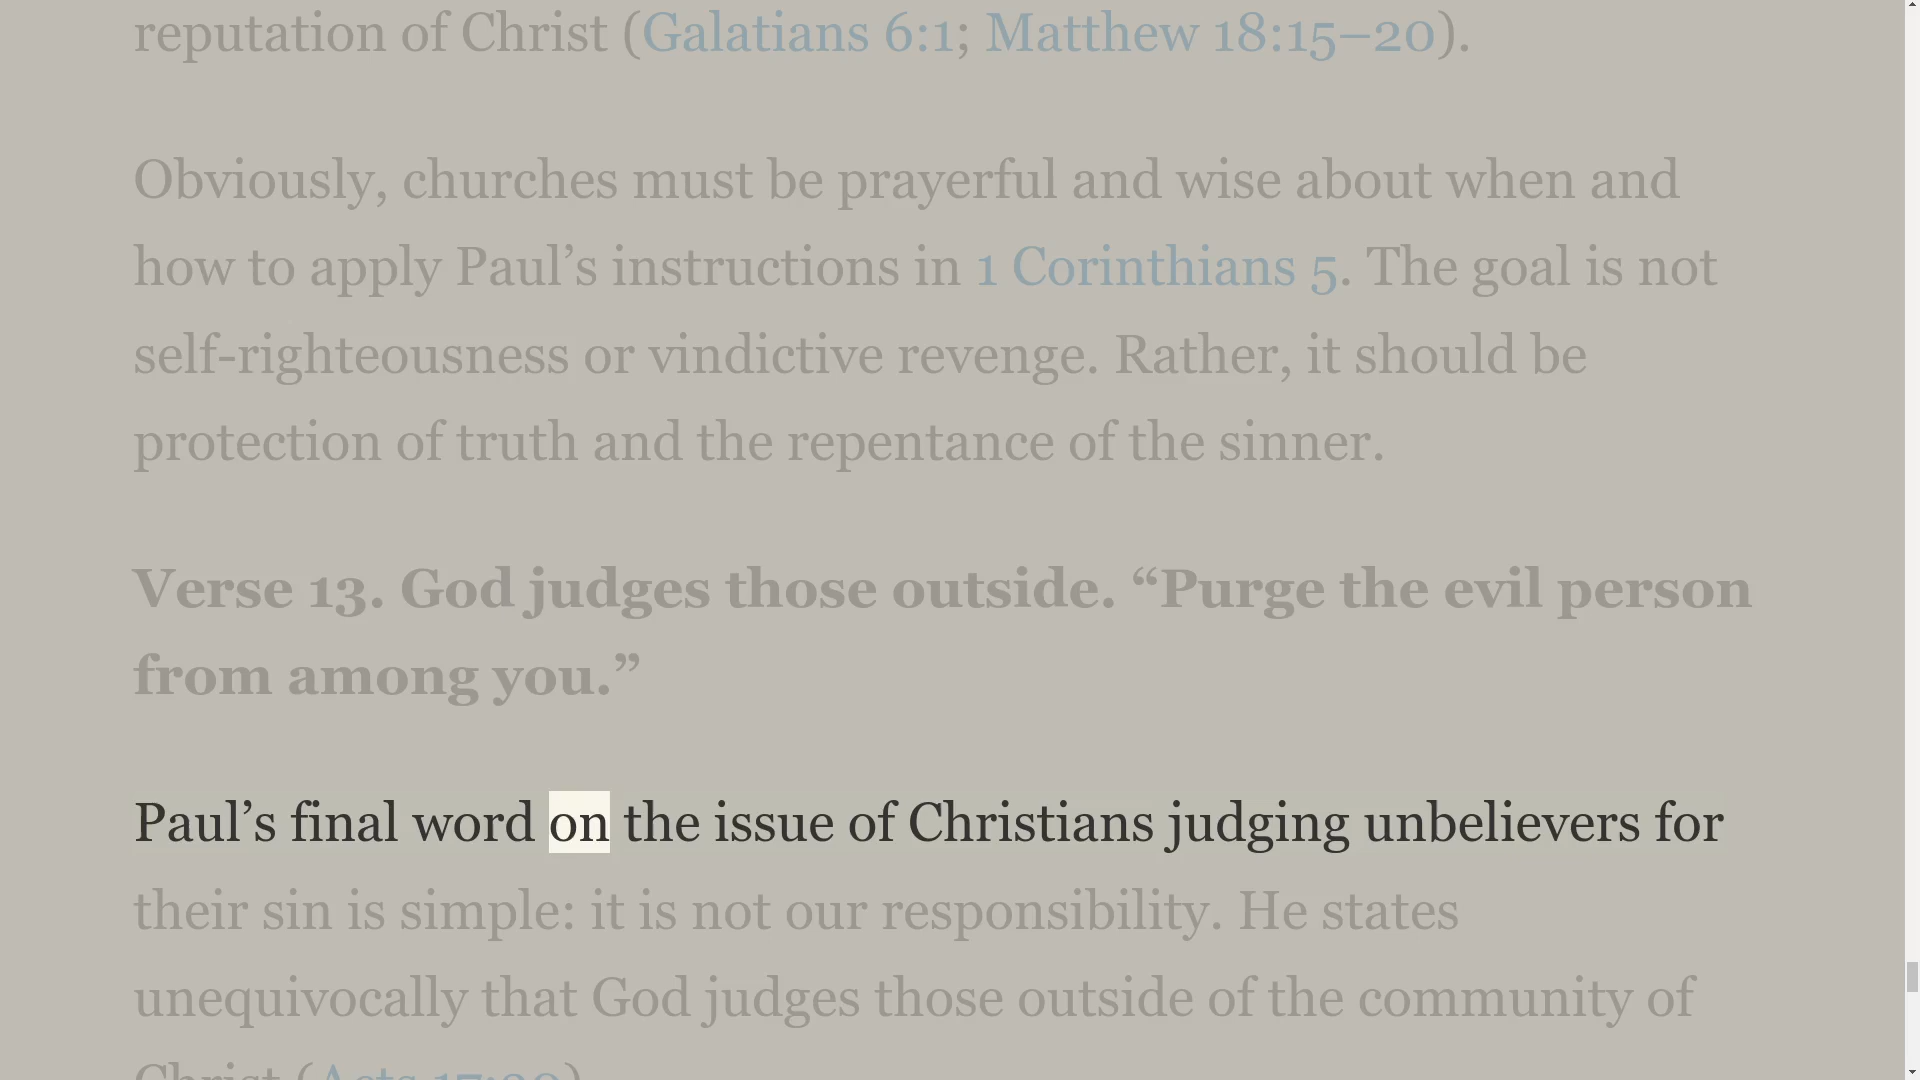 reputation of Christ (Galatians 6:1; Matthew 18:15–20).
Obviously, churches must be prayerful and wise about when and
how to apply Paul’s instructions in 1 Corinthians 5. The goal is not
self-righteousness or vindictive revenge. Rather, it should be
protection of truth and the repentance of the sinner.
Verse 13. God judges those outside. “Purge the evil person
from among you.”
Paul’s final word on the issue of Christians judging unbelievers for
their sin is simple: it is not our responsibility. He states
unequivocally that God judges those outside of the community of
Christ (Acts